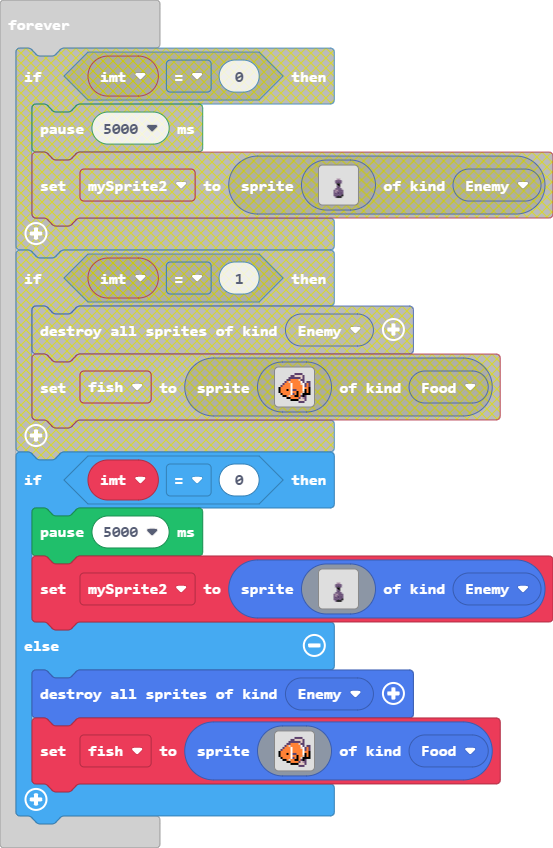 forever
if imt = 0 then
pause 5000 ms
set mySprite2 to sprite of kind Enemy
if imt = 1 then
destroy all sprites of kind Enemy
set fish to sprite of kind Food
if imt = 0 then
pause 5000 ms
set mySprite2 to sprite of kind Enemy
else
destroy all sprites of kind Enemy
set fish to sprite of kind Food